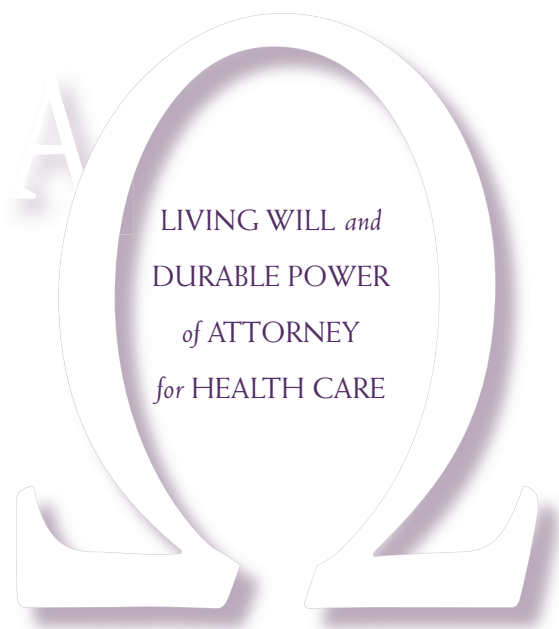 A Ω
LIVING WILL and
DURABLE POWER
of ATTORNEY
for HEALTH CARE